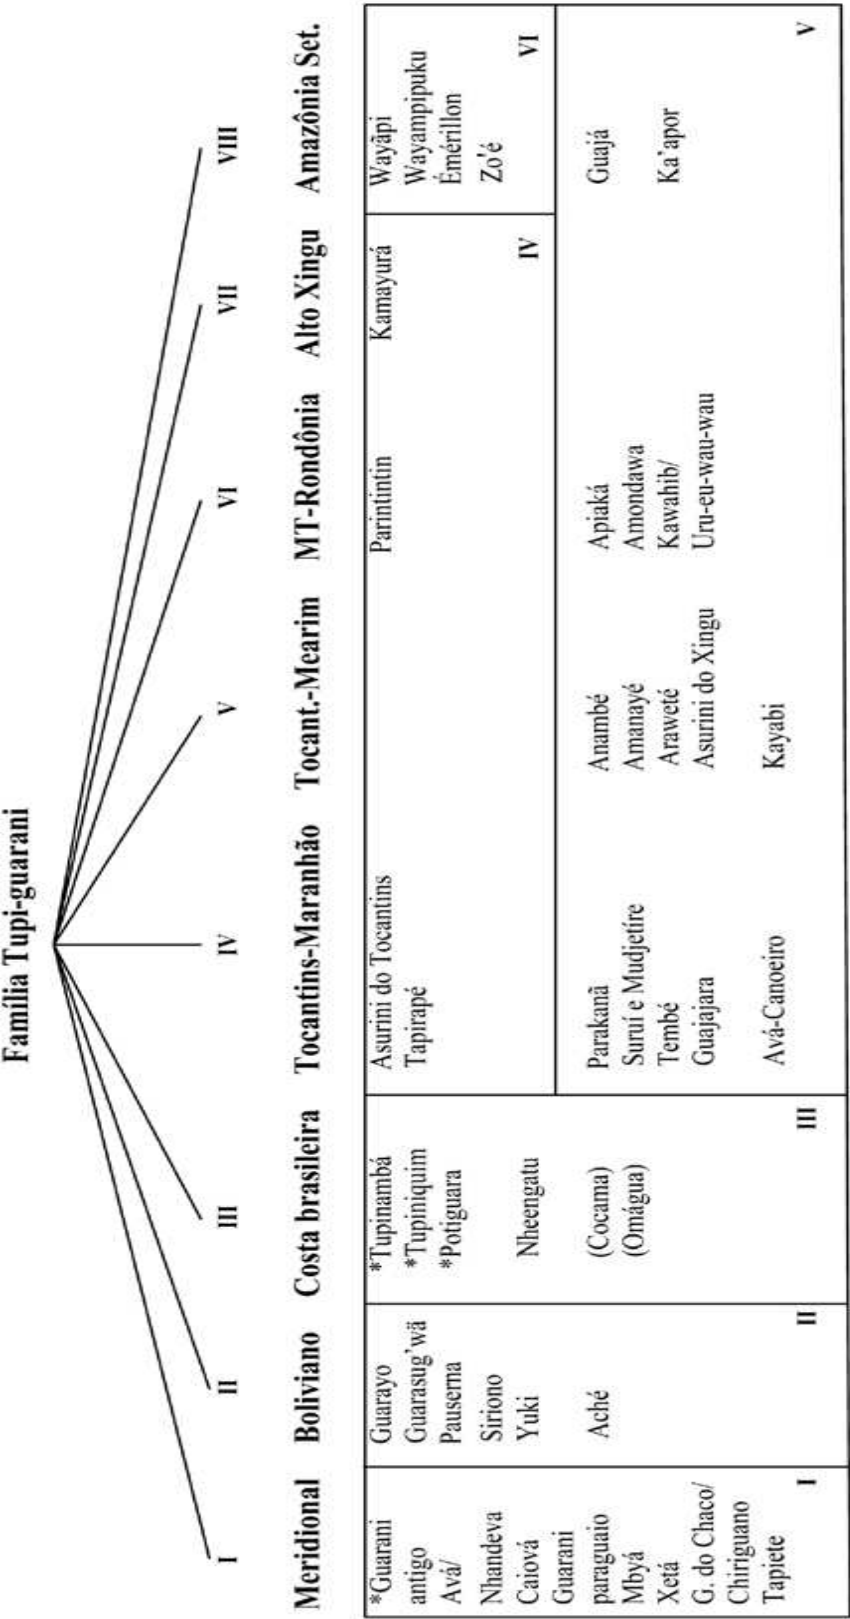 Família Tupi-guarani
I
II
III
IV
V
VI
VII
VIII
Meridional
Boliviano
Costa brasileira
Tocantins-Maranhão
Tocant.-Mearim
MT-Rondônia
Alto Xingu
Amazônia Set.
*Guarani
antigo
Avá/
Nhandeva
Caiová
Guarani
paraguaio
Mbyá
Xetá
G. do Chaco/
Chiriguano
Tapiete
I
Guarayo
Guarasug'wä
Pauserna
Siriono
Yuki
Aché
II
*Tupinambá
*Tupiniquim
*Potiguara
Nheengatu
(Cocama)
(Omágua)
III
Asurini do Tocantins
Tapirapé
Parintintin
Kamayurá
IV
Wayãpi
Wayampipuku
Émérillon
Zo'é
VI
Parakanã
Suruí e Mudjetíre
Tembé
Guajajara
Avá-Canoeiro
Anambé
Amanayé
Araweté
Asurini do Xingu
Kayabi
Apiaká
Amondawa
Kawahib/
Uru-eu-wau-wau
Guajá
Ka'apor
V